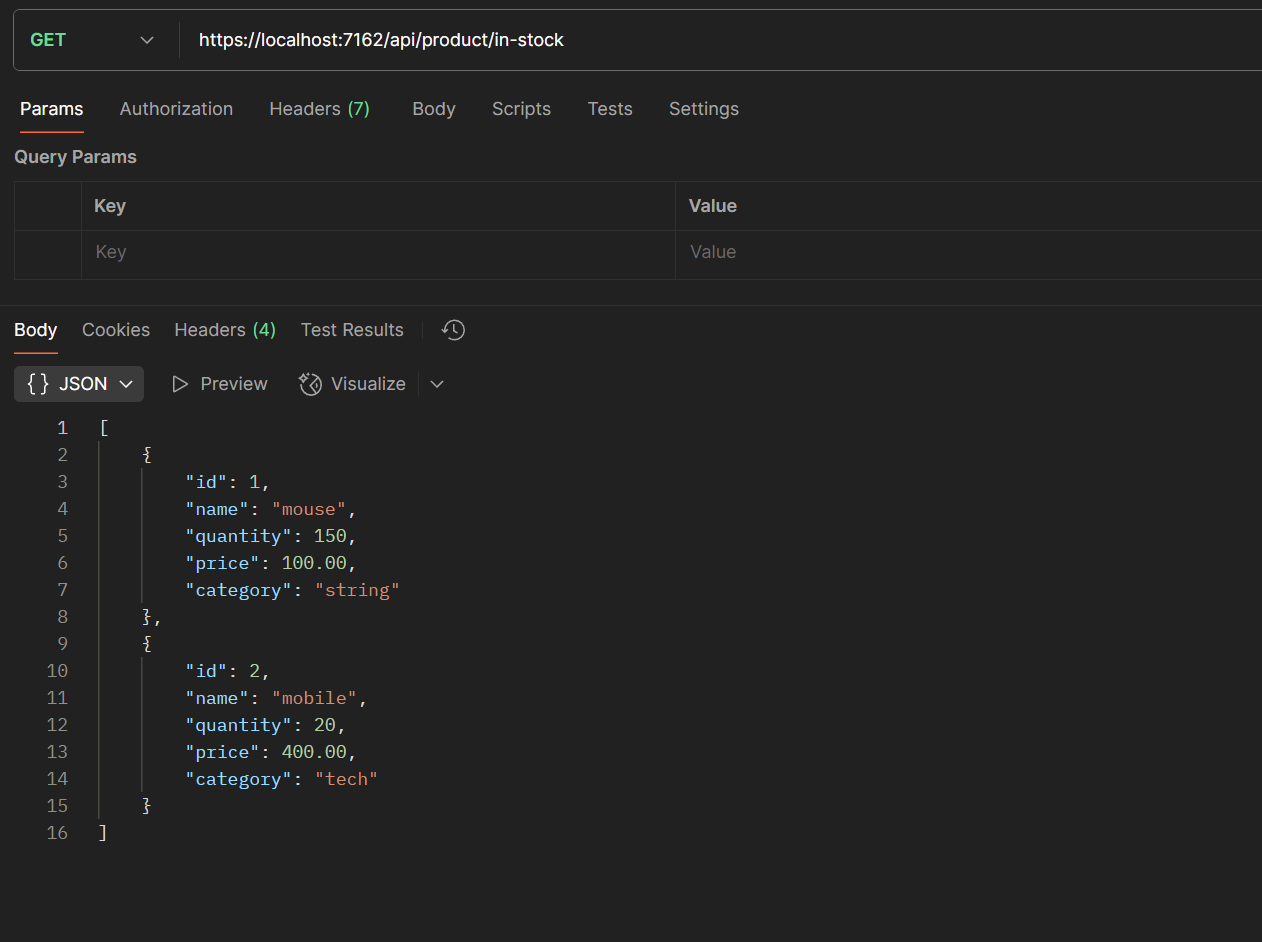 GET https://localhost:7162/api/product/in-stock
Params Authorization Headers (7) Body Scripts Tests Settings
Query Params
Key Value
Key Value
Body Cookies Headers (4) Test Results
{} JSON Preview Visualize
1 [
2 {
3 "id": 1,
4 "name": "mouse",
5 "quantity": 150,
6 "price": 100.00,
7 "category": "string"
8 },
9 {
10 "id": 2,
11 "name": "mobile",
12 "quantity": 20,
13 "price": 400.00,
14 "category": "tech"
15 }
16 ]